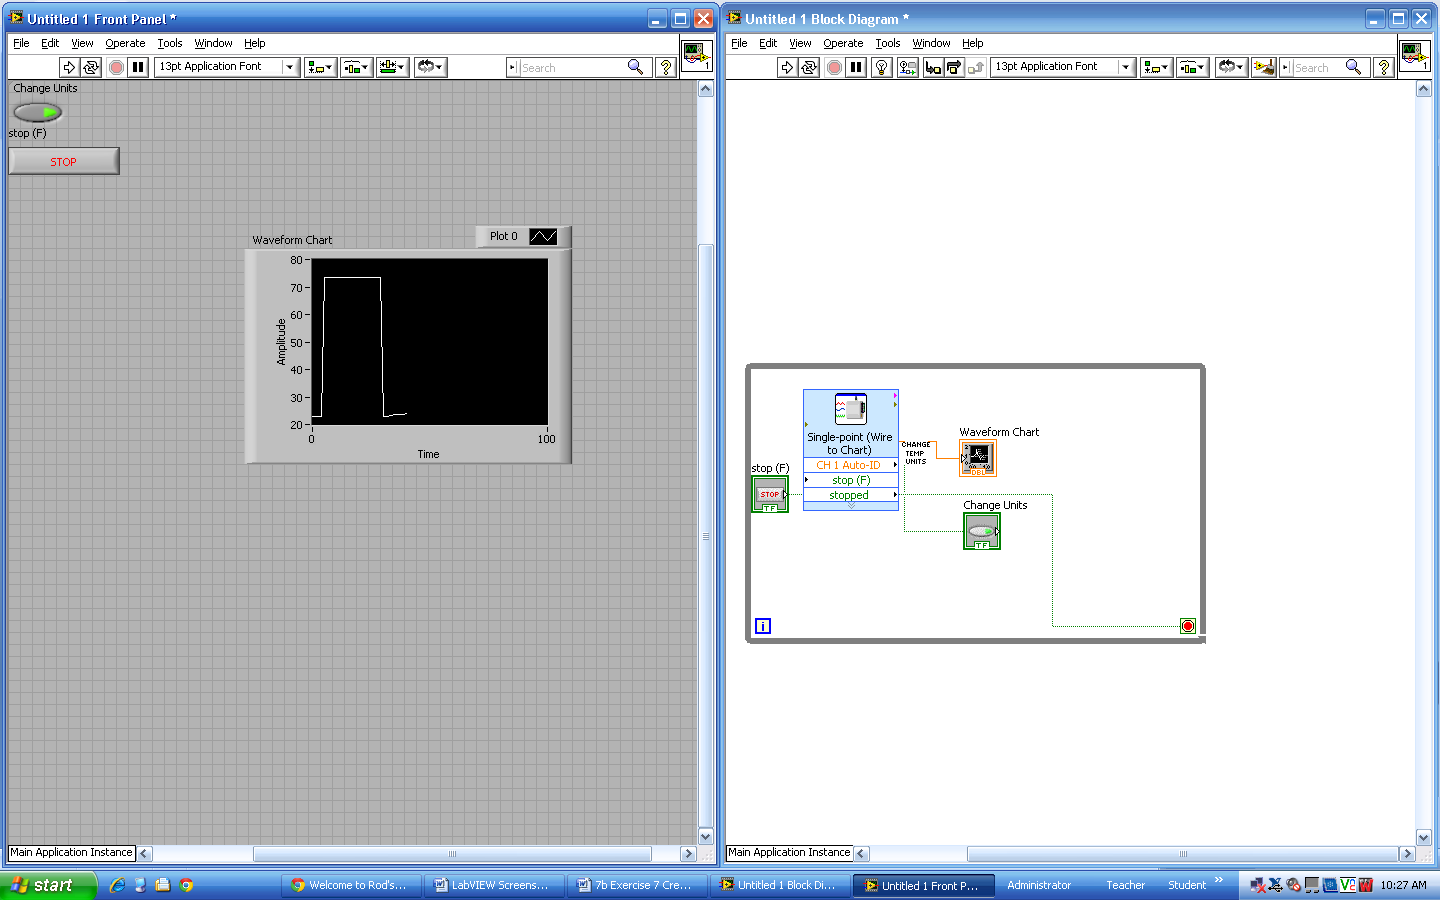 Untitled 1 Front Panel *
File Edit View Operate Tools Window Help
13pt Application Font
Search
?
1
Change Units
stop (F)
STOP
Waveform Chart
Plot 0
80
70
60
50
40
30
20
Amplitude
0
100
Time
Main Application Instance
Untitled 1 Block Diagram *
File Edit View Operate Tools Window Help
13pt Application Font
Search
?
1
Single-point (Wire
to Chart)
CH 1 Auto-ID
stop (F)
stopped
stop (F)
STOP
TF
CHANGE
TEMP
UNITS
Waveform Chart
DBL
Change Units
TF
i
Main Application Instance
start
Welcome to Rod's...
LabVIEW Screens...
7b Exercise 7 Cre...
Untitled 1 Block Di...
Untitled 1 Front P...
Administrator
Teacher
Student
»
10:27 AM